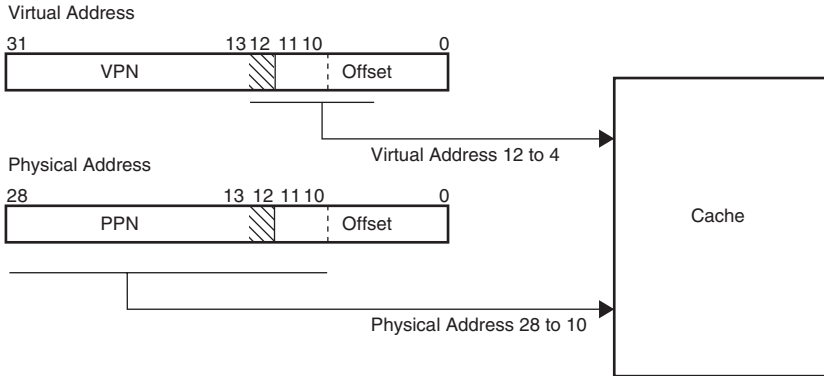 Virtual Address
31 13 12 11 10 0
VPN Offset
Virtual Address 12 to 4
Physical Address
28 13 12 11 10 0
PPN Offset
Cache
Physical Address 28 to 10